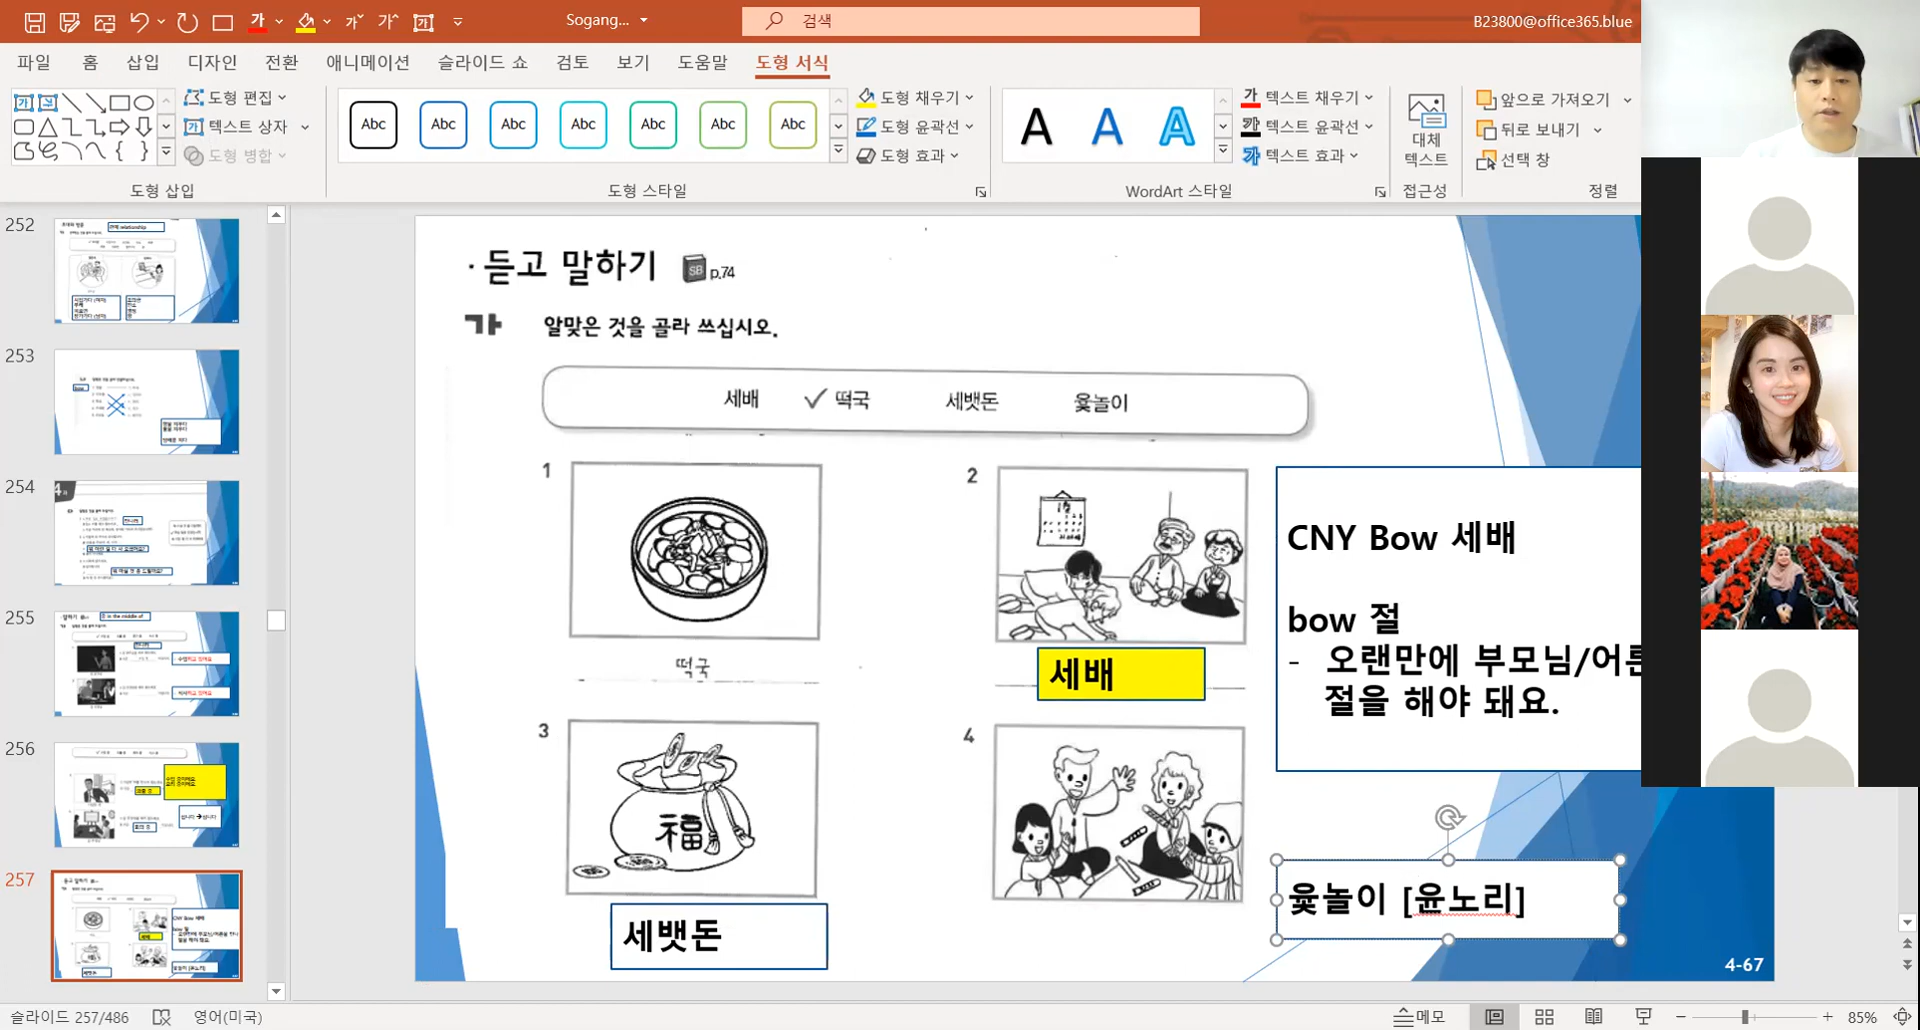 가 가ˇ 가^ 가
Sogang...
검색
B23800@office365.blue
파일 홈 삽입 디자인 전환 애니메이션 슬라이드 쇼 검토 보기 도움말 도형 서식
가
도형 편집
텍스트 상자
도형 병합
도형 삽입
Abc Abc Abc Abc Abc Abc Abc
도형 채우기
도형 윤곽선
도형 효과
도형 스타일
A A A
텍스트 채우기
텍스트 윤곽선
텍스트 효과
WordArt 스타일
대체
텍스트
접근성
앞으로 가져오기
뒤로 보내기
선택 창
정렬
252
253
254
255
256
257
· 듣고 말하기 SB p.74
가 알맞은 것을 골라 쓰십시오.
세배 ✓ 떡국 세뱃돈 윷놀이
1
떡국
2
세배
3
福
세뱃돈
4
CNY Bow 세배
bow 절
- 오랜만에 부모님/어른
절을 해야 돼요.
윷놀이 [윤노리]
4-67
슬라이드 257/486
영어(미국)
메모
85%